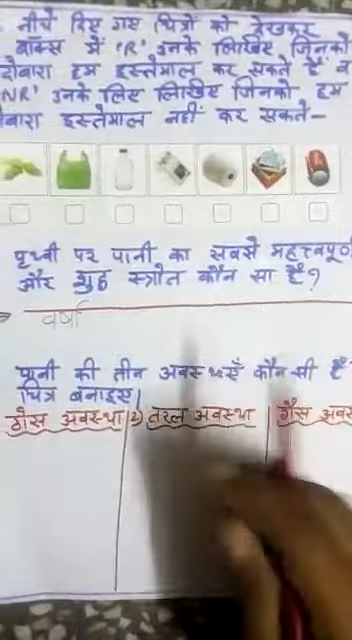 नीचे दिए गए चित्रों को देखकर
बॉक्स में 'R' उनके लिखिए जिनको
दोबारा हम इस्तेमाल कर सकते हैं व
'NR' उनके लिए लिखिए जिनको हम
दोबारा इस्तेमाल नहीं कर सकते-
पृथ्वी पर पानी का सबसे महत्त्वपूर्ण
और शुद्ध स्त्रोत कौन सा है?
वर्षा
पानी की तीन अवस्थाएँ कौन सी हैं
चित्र बनाइए।
ठोस अवस्था 2) तरल अवस्था गैस अवस्